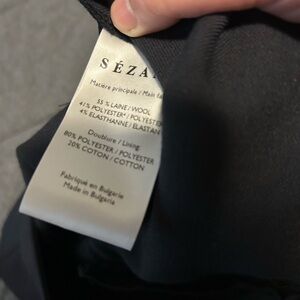 SÉZA
Matière principale / Main fa
55 % LAINE / WOOL
41% POLYESTER* / POLYESTER
4% ELASTHANNE / ELASTAN
Doublure / Lining
80% POLYESTER / POLYESTER
20% COTON / COTTON
Fabriqué en Bulgarie
Made in Bulgaria